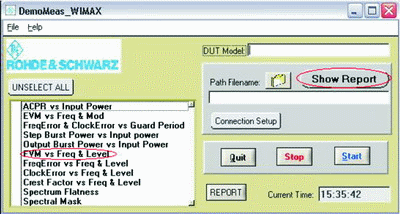 DemoMeas_WIMAX
File Help
ROHDE & SCHWARZ
DUT Model:
UNSELECT ALL
Path Filename:
Show Report
ACPR vs Input Power
EVM vs Freq & Mod
FreqError & ClockError vs Guard Period
Step Burst Power vs Input power
Output Burst Power vs Input Power
EVM vs Freq & Level
FreqError vs Freq & Level
ClockError vs Freq & Level
Crest Factor vs Freq & Level
Spectrum Flatness
Spectral Mask
Connection Setup
Quit Stop Start
REPORT
Current Time: 15:35:42